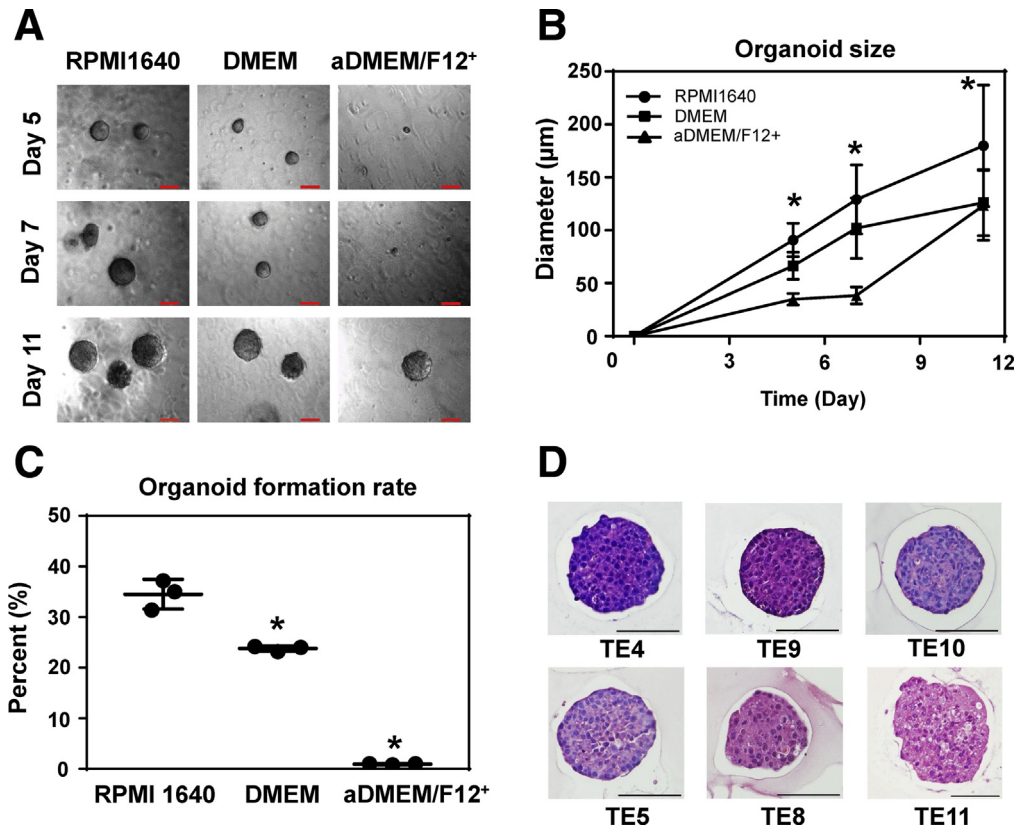 A
RPMI1640 DMEM aDMEM/F12+
Day 5
Day 7
Day 11
B
Organoid size
250
200
150
100
50
0
Diameter (µm)
RPMI1640
DMEM
aDMEM/F12+
*
*
*
0 3 6 9 12
Time (Day)
C
Organoid formation rate
50
40
30
20
10
0
Percent (%)
*
*
RPMI 1640 DMEM aDMEM/F12+
D
TE4 TE9 TE10
TE5 TE8 TE11